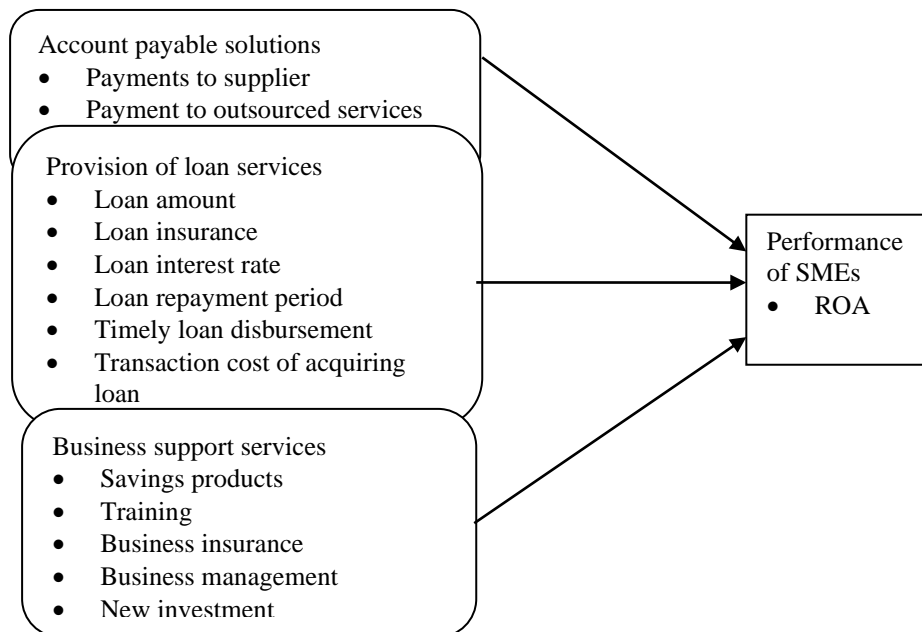 Account payable solutions
• Payments to supplier
• Payment to outsourced services
Provision of loan services
• Loan amount
• Loan insurance
• Loan interest rate
• Loan repayment period
• Timely loan disbursement
• Transaction cost of acquiring
loan
Business support services
• Savings products
• Training
• Business insurance
• Business management
• New investment
Performance
of SMEs
• ROA